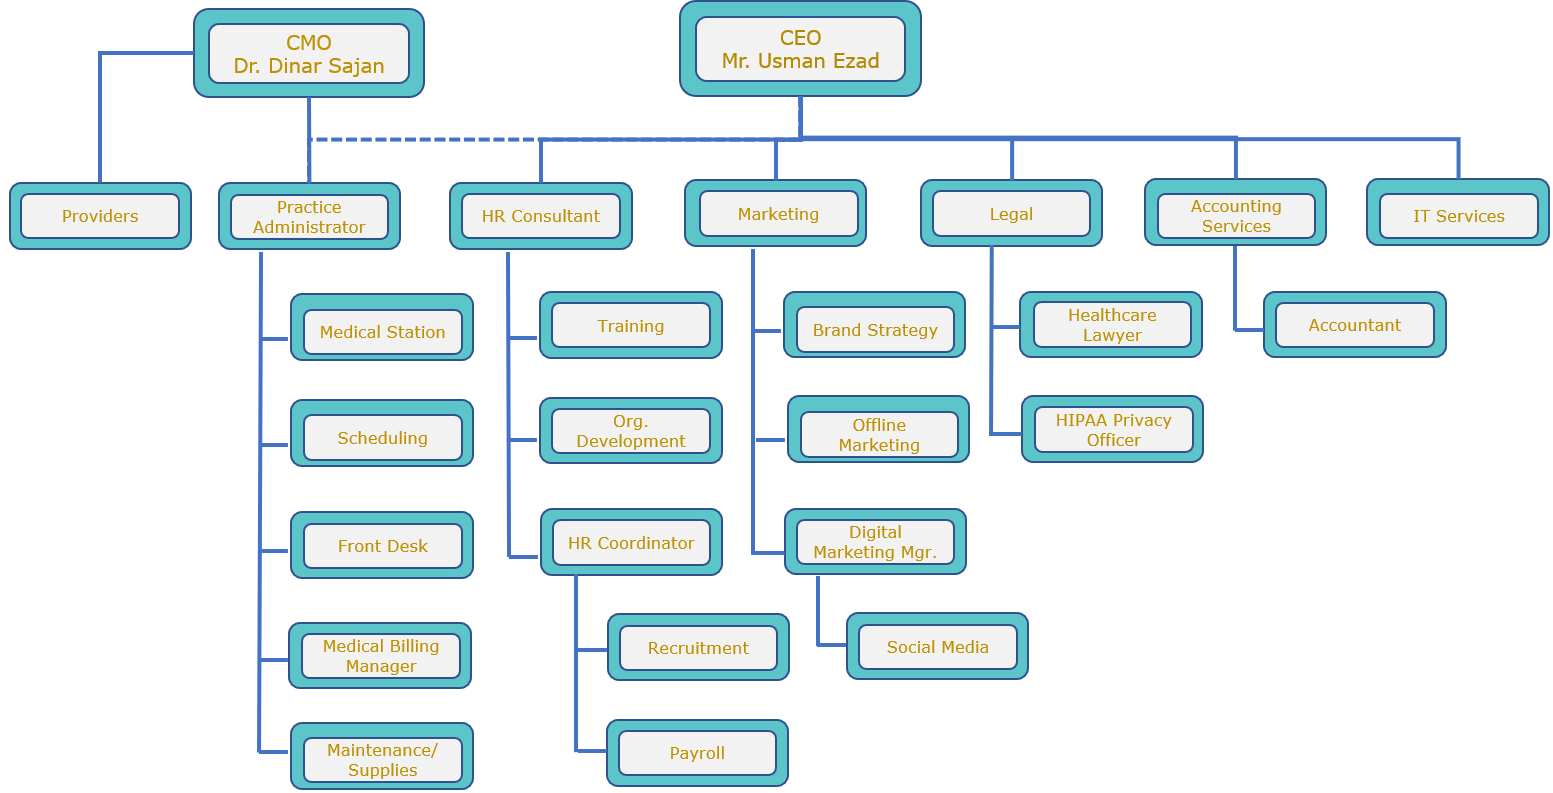 CMO
Dr. Dinar Sajan
CEO
Mr. Usman Ezad
Providers
Practice
Administrator
HR Consultant
Marketing
Legal
Accounting
Services
IT Services
Medical Station
Scheduling
Front Desk
Medical Billing
Manager
Maintenance/
Supplies
Training
Org.
Development
HR Coordinator
Recruitment
Payroll
Brand Strategy
Offline
Marketing
Digital
Marketing Mgr.
Social Media
Healthcare
Lawyer
HIPAA Privacy
Officer
Accountant